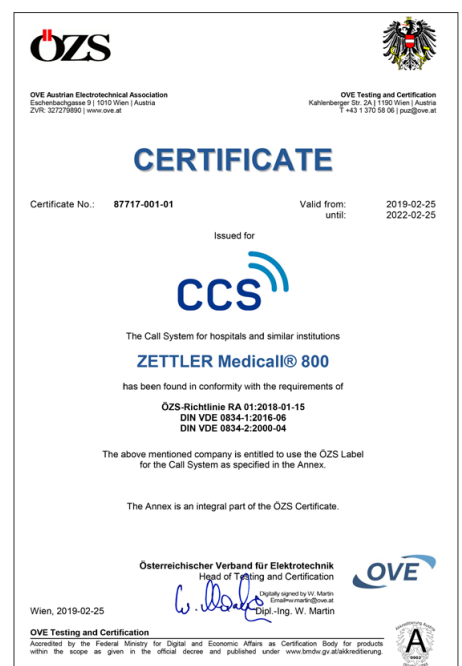 ÖZS
OVE Austrian Electrotechnical Association
Eschenbachgasse 9 | 1010 Wien | Austria
ZVR: 327279890 | www.ove.at
OVE Testing and Certification
Kahlenberger Str. 2A | 1190 Wien | Austria
T +43 1 370 58 06 | puz@ove.at
CERTIFICATE
Certificate No.: 87717-001-01
Valid from: 2019-02-25
until: 2022-02-25
Issued for
CCS
The Call System for hospitals and similar institutions
ZETTLER Medicall® 800
has been found in conformity with the requirements of
ÖZS-Richtlinie RA 01:2018-01-15
DIN VDE 0834-1:2016-06
DIN VDE 0834-2:2000-04
The above mentioned company is entitled to use the ÖZS Label
for the Call System as specified in the Annex.
The Annex is an integral part of the ÖZS Certificate.
Österreichischer Verband für Elektrotechnik
Head of Testing and Certification
Digitally signed by W. Martin
Email=w.martin@ove.at
Dipl.-Ing. W. Martin
OVE
Wien, 2019-02-25
OVE Testing and Certification
Accredited by the Federal Ministry for Digital and Economic Affairs as Certification Body for products
within the scope as given in the official decree and published under www.bmdw.gv.at/akkreditierung.
Akkreditierung Austria
A